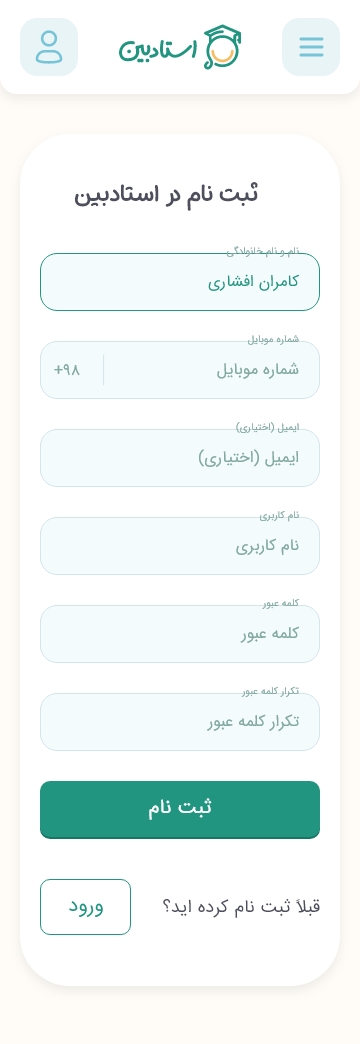 استادبین
ثبت نام در استادبین
نام و نام خانوادگی
کامران افشاری
شماره موبایل
شماره موبایل
+۹۸
ایمیل (اختیاری)
ایمیل (اختیاری)
نام کاربری
نام کاربری
کلمه عبور
کلمه عبور
تکرار کلمه عبور
تکرار کلمه عبور
ثبت نام
قبلاً ثبت نام کرده اید؟
ورود